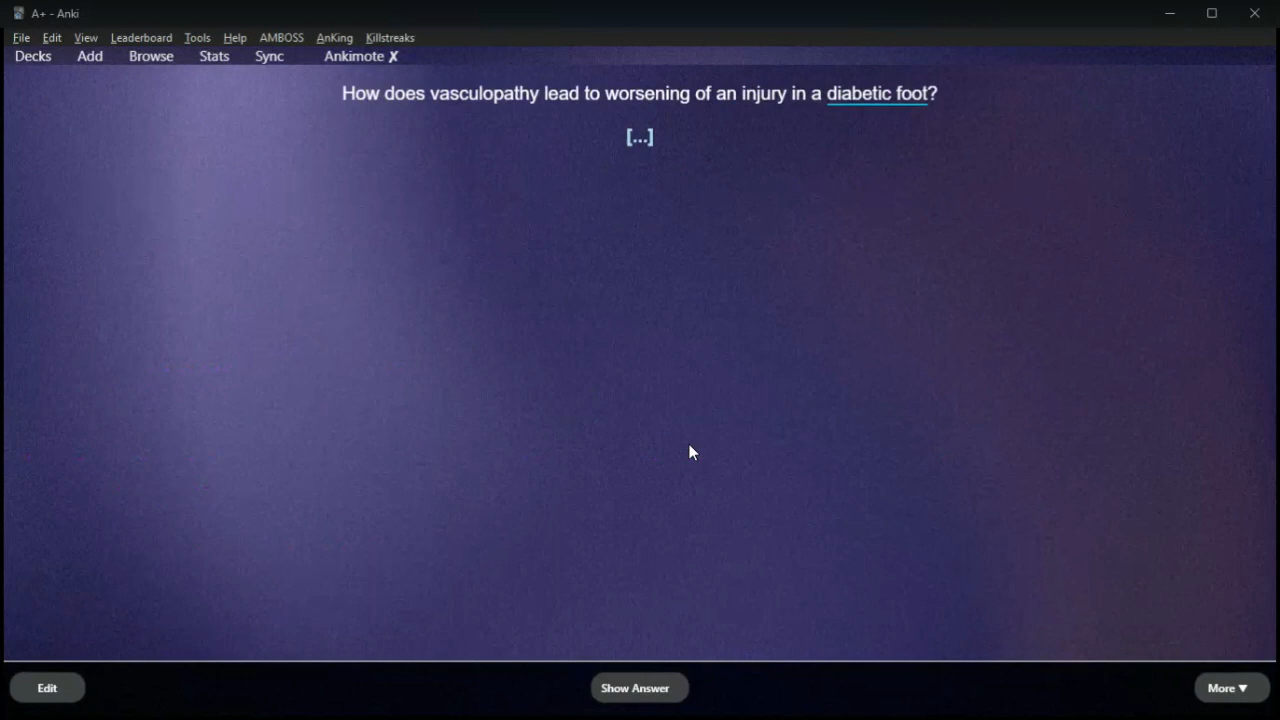 A+ - Anki
File Edit View Leaderboard Tools Help AMBOSS AnKing Killstreaks
Decks Add Browse Stats Sync Ankimote ✗
How does vasculopathy lead to worsening of an injury in a diabetic foot?
[...]
Edit Show Answer More ▼